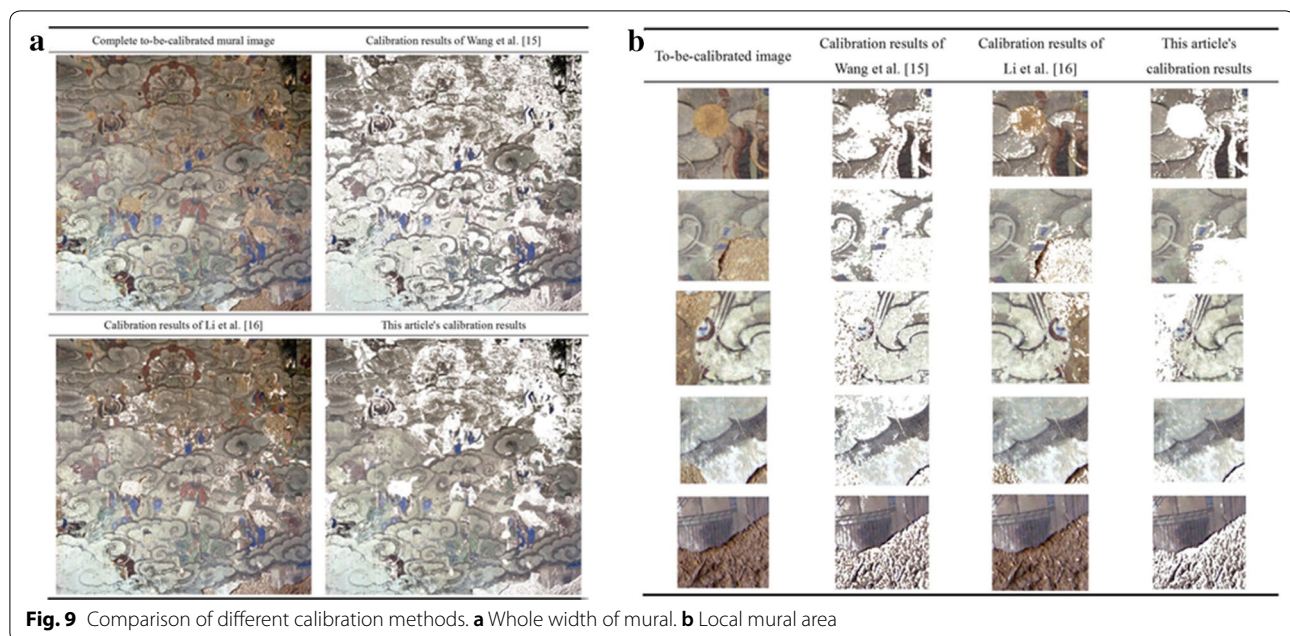 a
Complete to-be-calibrated mural image
Calibration results of Wang et al. [15]
Calibration results of Li et al. [16]
This article's calibration results
b
To-be-calibrated image
Calibration results of
Wang et al. [15]
Calibration results of
Li et al. [16]
This article's
calibration results
Fig. 9 Comparison of different calibration methods. a Whole width of mural. b Local mural area